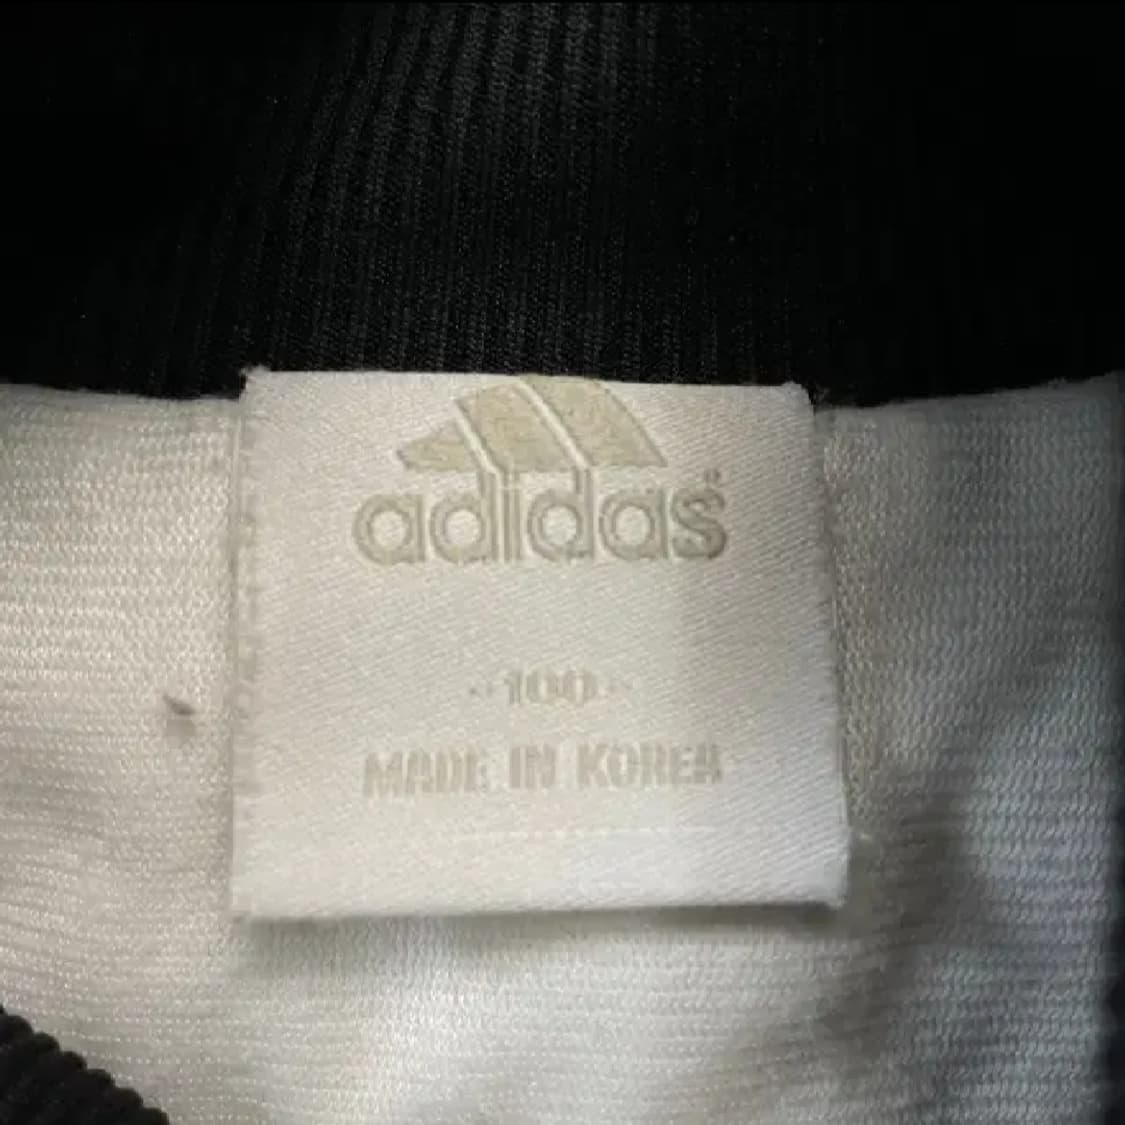 adidas®
-100-
MADE IN KOREA